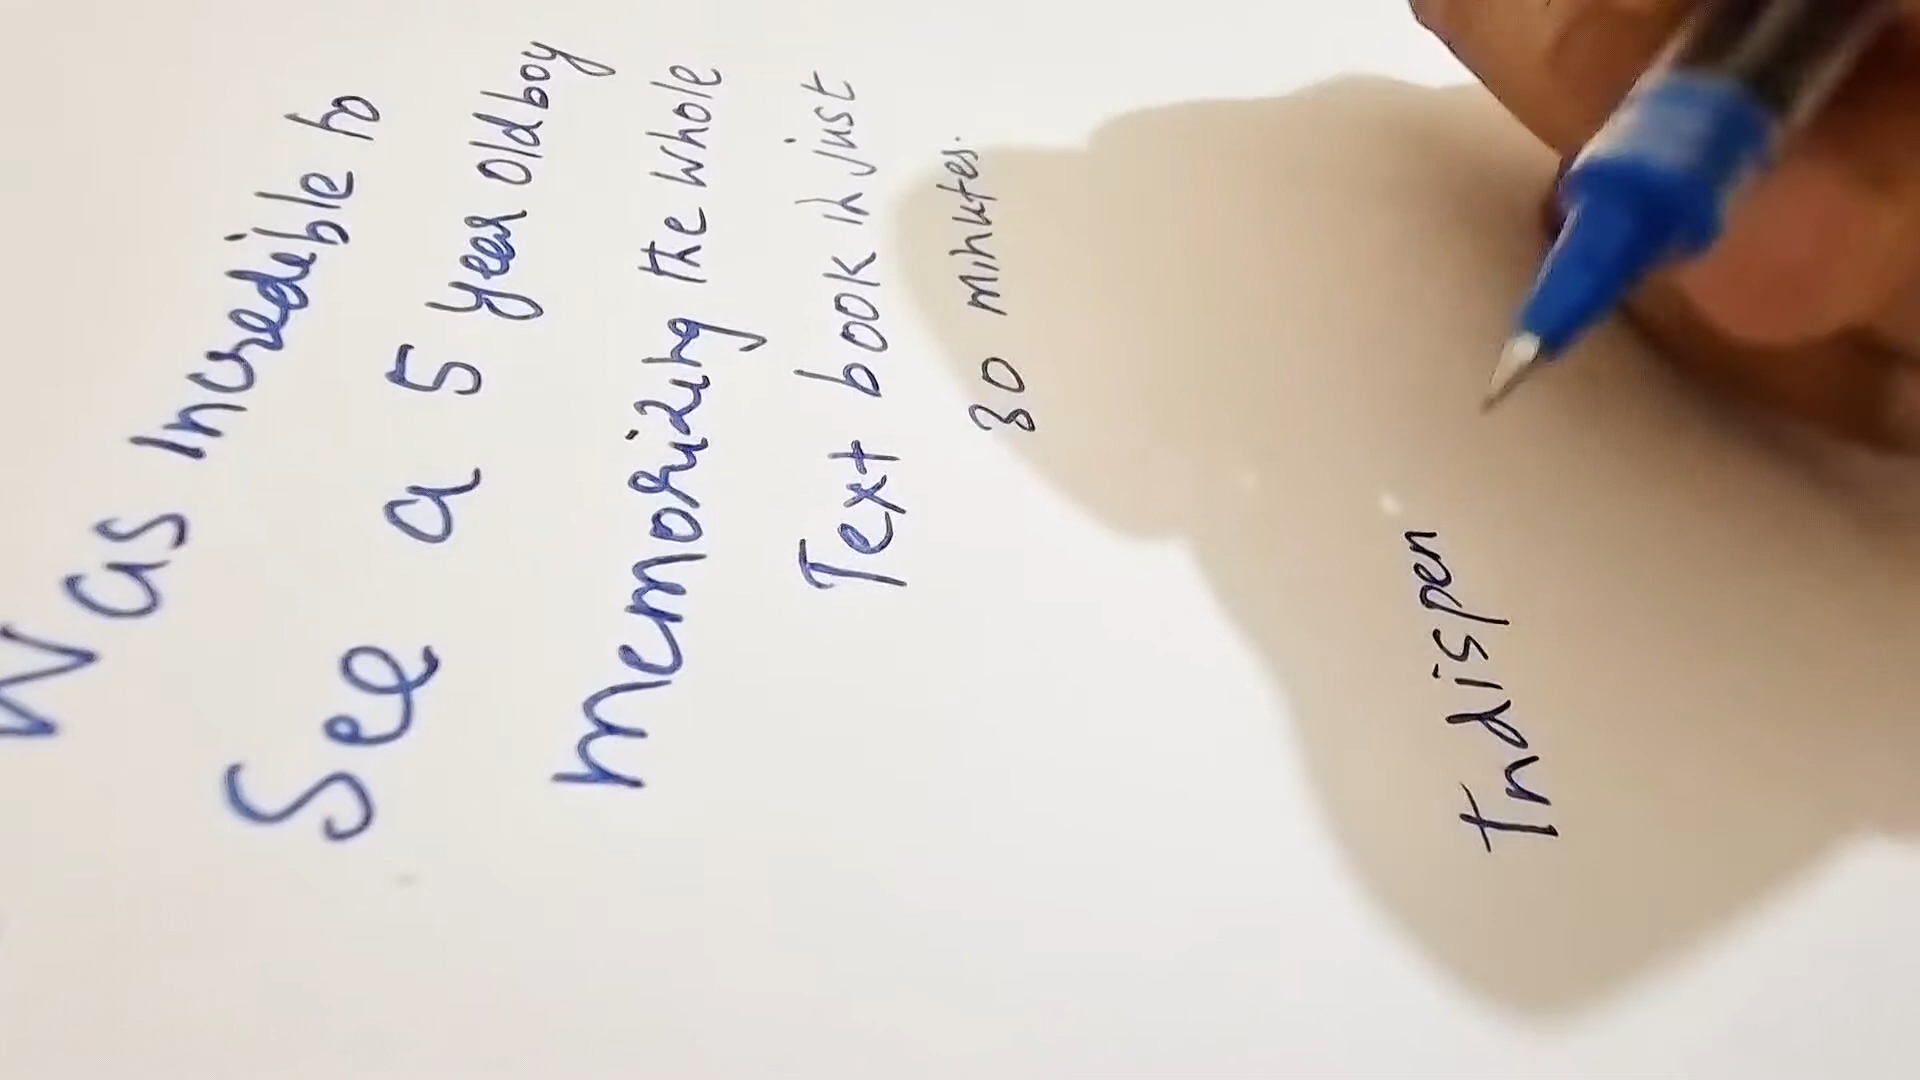 Was incredible to
See a 5 year old boy
memorizing the whole
Text book in just
30 minutes.
Indispen